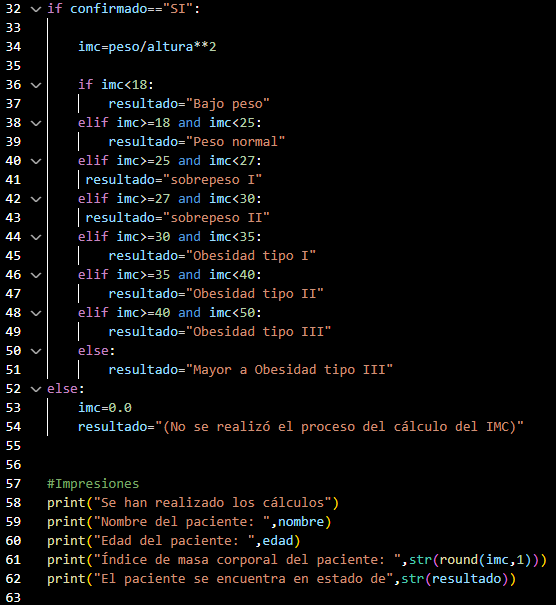 32 if confirmado=="SI":
33
34 imc=peso/altura**2
35
36 if imc<18:
37 resultado="Bajo peso"
38 elif imc>=18 and imc<25:
39 resultado="Peso normal"
40 elif imc>=25 and imc<27:
41 resultado="sobrepeso I"
42 elif imc>=27 and imc<30:
43 resultado="sobrepeso II"
44 elif imc>=30 and imc<35:
45 resultado="Obesidad tipo I"
46 elif imc>=35 and imc<40:
47 resultado="Obesidad tipo II"
48 elif imc>=40 and imc<50:
49 resultado="Obesidad tipo III"
50 else:
51 resultado="Mayor a Obesidad tipo III"
52 else:
53 imc=0.0
54 resultado="(No se realizó el proceso del cálculo del IMC)"
55
56
57 #Impresiones
58 print("Se han realizado los cálculos")
59 print("Nombre del paciente: ",nombre)
60 print("Edad del paciente: ",edad)
61 print("Índice de masa corporal del paciente: ",str(round(imc,1)))
62 print("El paciente se encuentra en estado de",str(resultado))
63